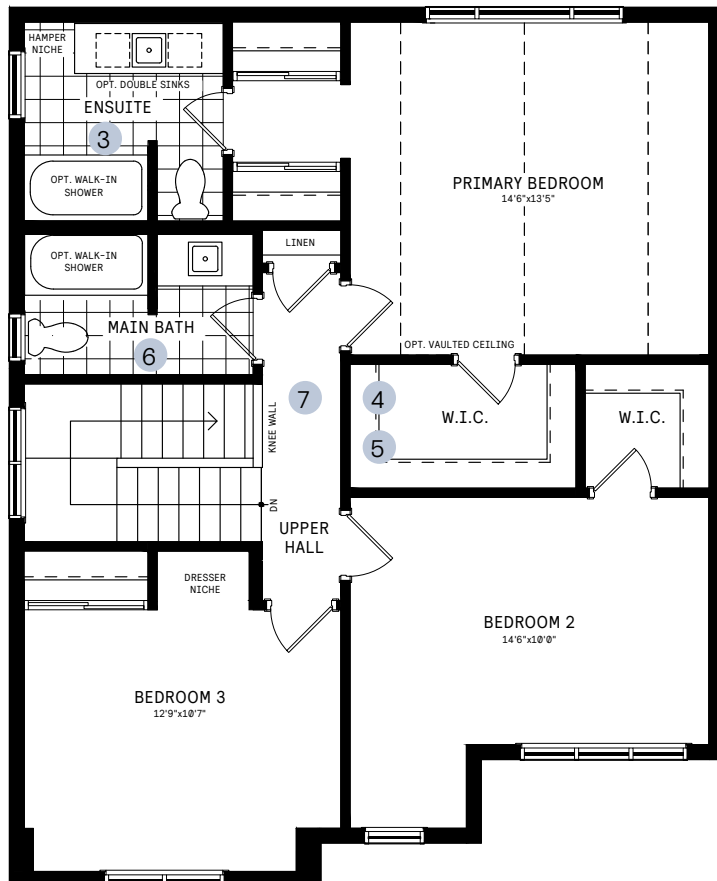 HAMPER
NICHE
OPT. DOUBLE SINKS
ENSUITE
3
OPT. WALK-IN
SHOWER
PRIMARY BEDROOM
14'6"x13'5"
LINEN
OPT. WALK-IN
SHOWER
MAIN BATH
6
OPT. VAULTED CEILING
7
KNEE WALL
4
5
W.I.C.
W.I.C.
DN
UPPER
HALL
DRESSER
NICHE
BEDROOM 2
14'6"x10'0"
BEDROOM 3
12'9"x10'7"